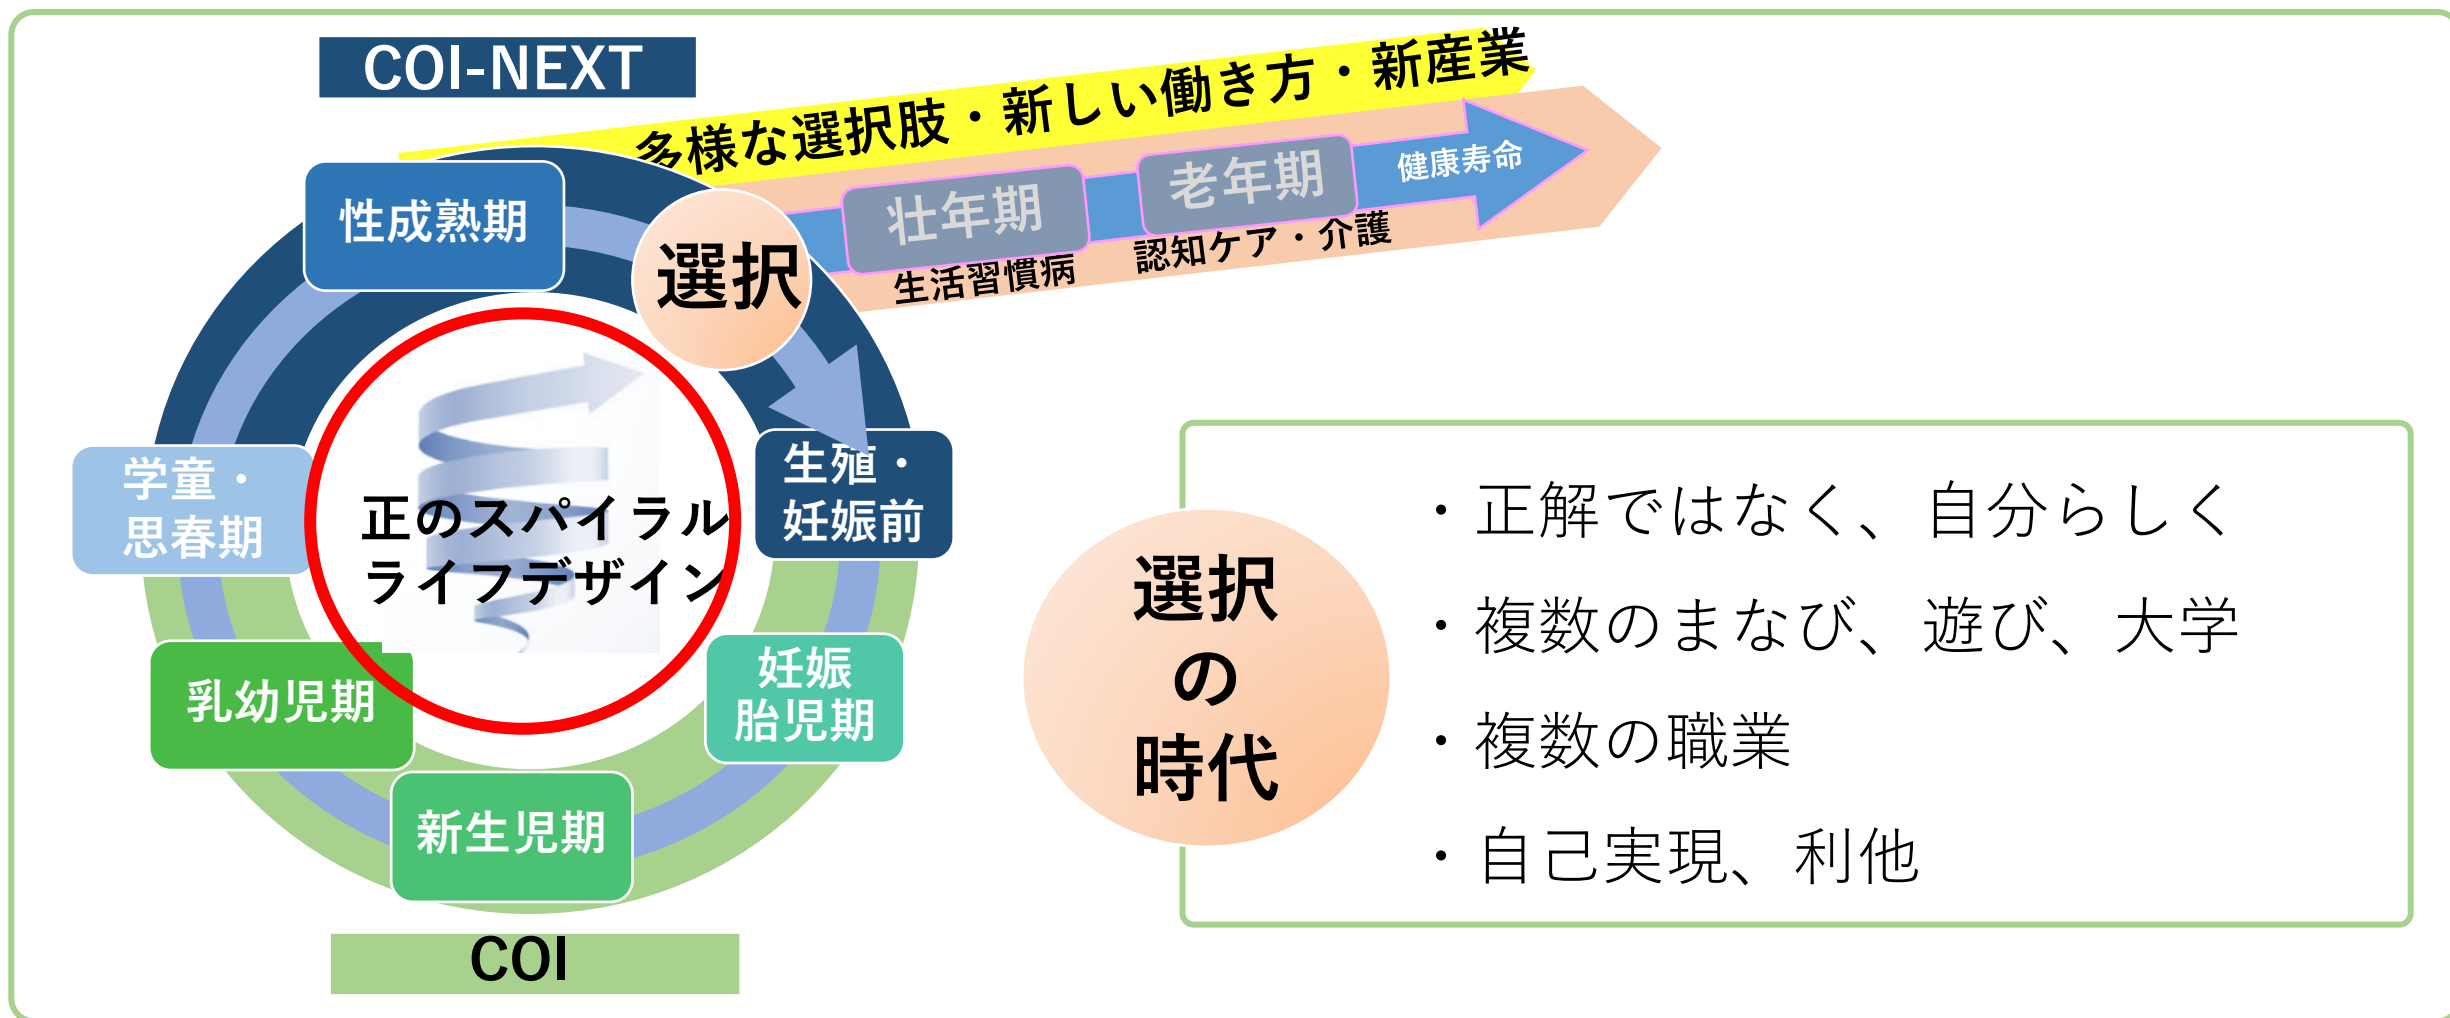 COI-NEXT
多様な選択肢・新しい働き方・新産業
性成熟期
選択
壮年期
老年期
健康寿命
生活習慣病
認知ケア・介護
学童・
思春期
正のスパイラル
ライフデザイン
生殖・
妊娠前
乳幼児期
妊娠
胎児期
新生児期
COI
選択
の
時代
・正解ではなく、自分らしく
・複数のまなび、遊び、大学
・複数の職業
・自己実現、利他